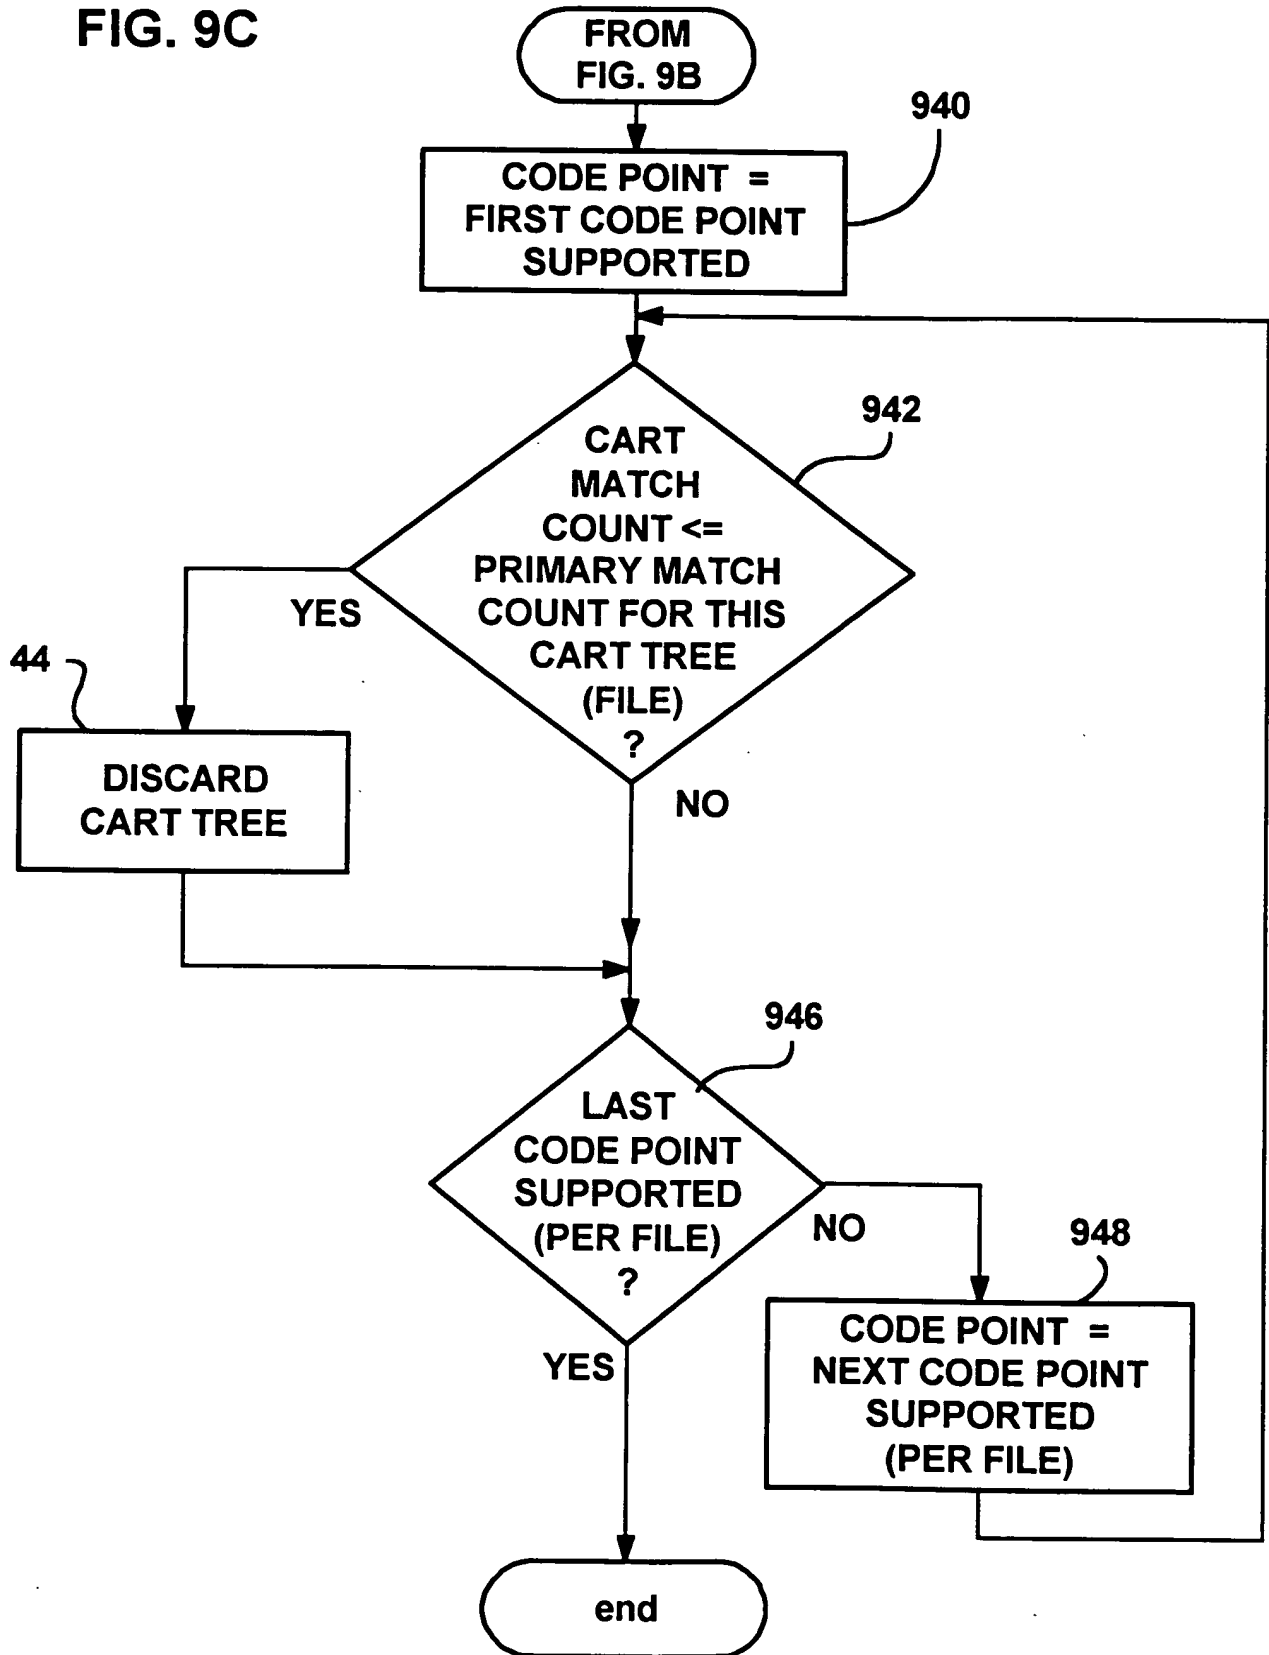 FIG. 9C
FROM
FIG. 9B
940
CODE POINT =
FIRST CODE POINT
SUPPORTED
942
CART
MATCH
COUNT <=
PRIMARY MATCH
COUNT FOR THIS
CART TREE
(FILE)
?
YES
NO
44
DISCARD
CART TREE
946
LAST
CODE POINT
SUPPORTED
(PER FILE)
?
NO
YES
948
CODE POINT =
NEXT CODE POINT
SUPPORTED
(PER FILE)
end